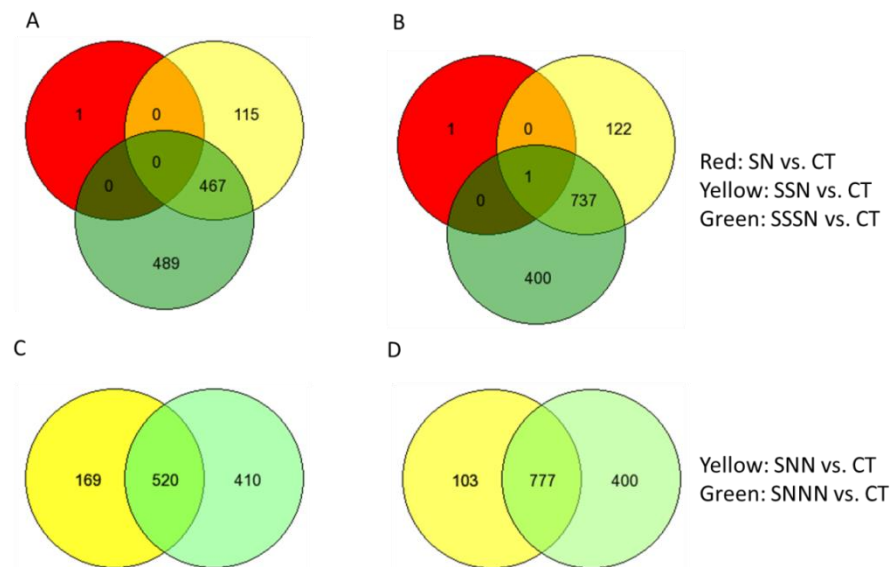 A
B
1
0
115
0
0
467
489
1
0
122
1
0
737
400
Red: SN vs. CT
Yellow: SSN vs. CT
Green: SSSN vs. CT
C
D
169
520
410
103
777
400
Yellow: SNN vs. CT
Green: SNNN vs. CT